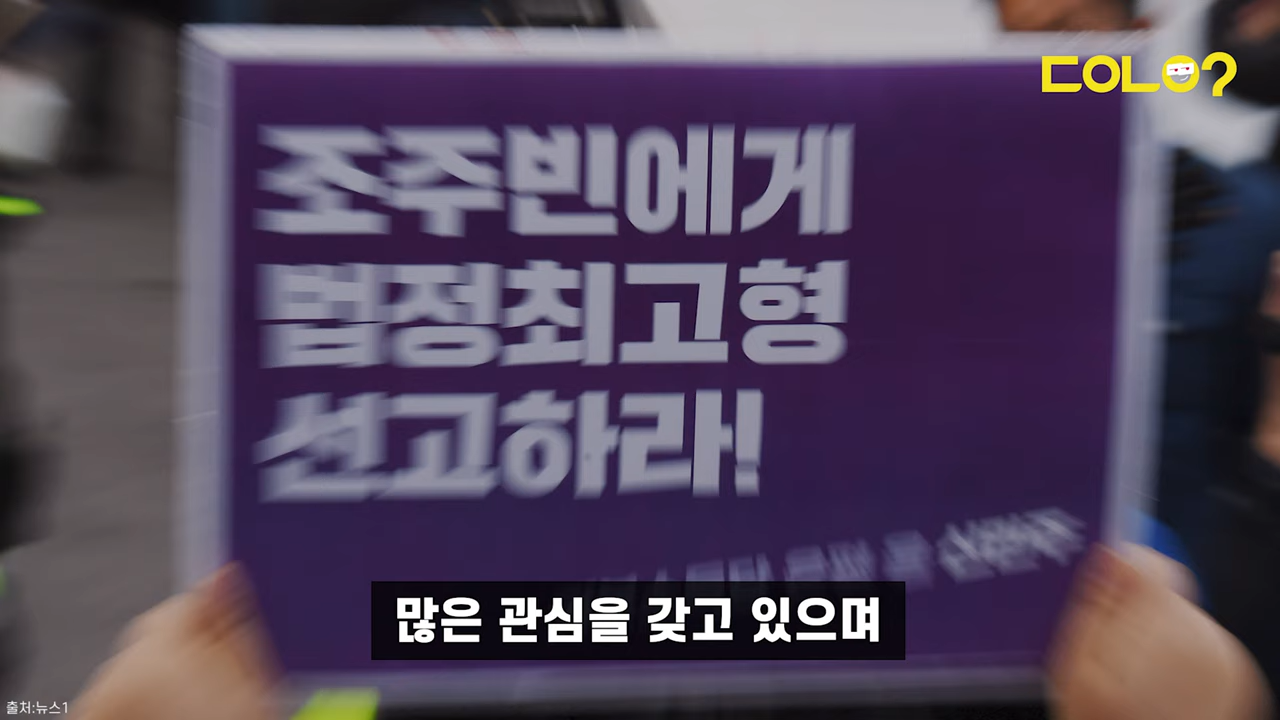 조주빈에게
법정최고형
선고하라!
많은 관심을 갖고 있으며
출처:뉴스1